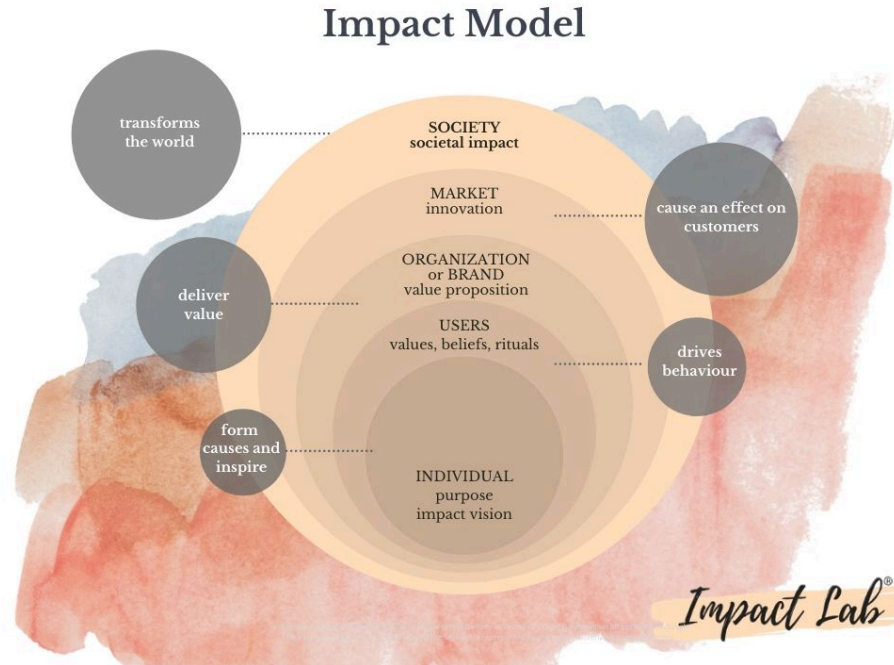 Impact Model
transforms
the world
SOCIETY
societal impact
MARKET
innovation
cause an effect on
customers
ORGANIZATION
or BRAND
value proposition
deliver
value
USERS
values, beliefs, rituals
drives
behaviour
form
causes and
inspire
INDIVIDUAL
purpose
impact vision
Impact Lab®